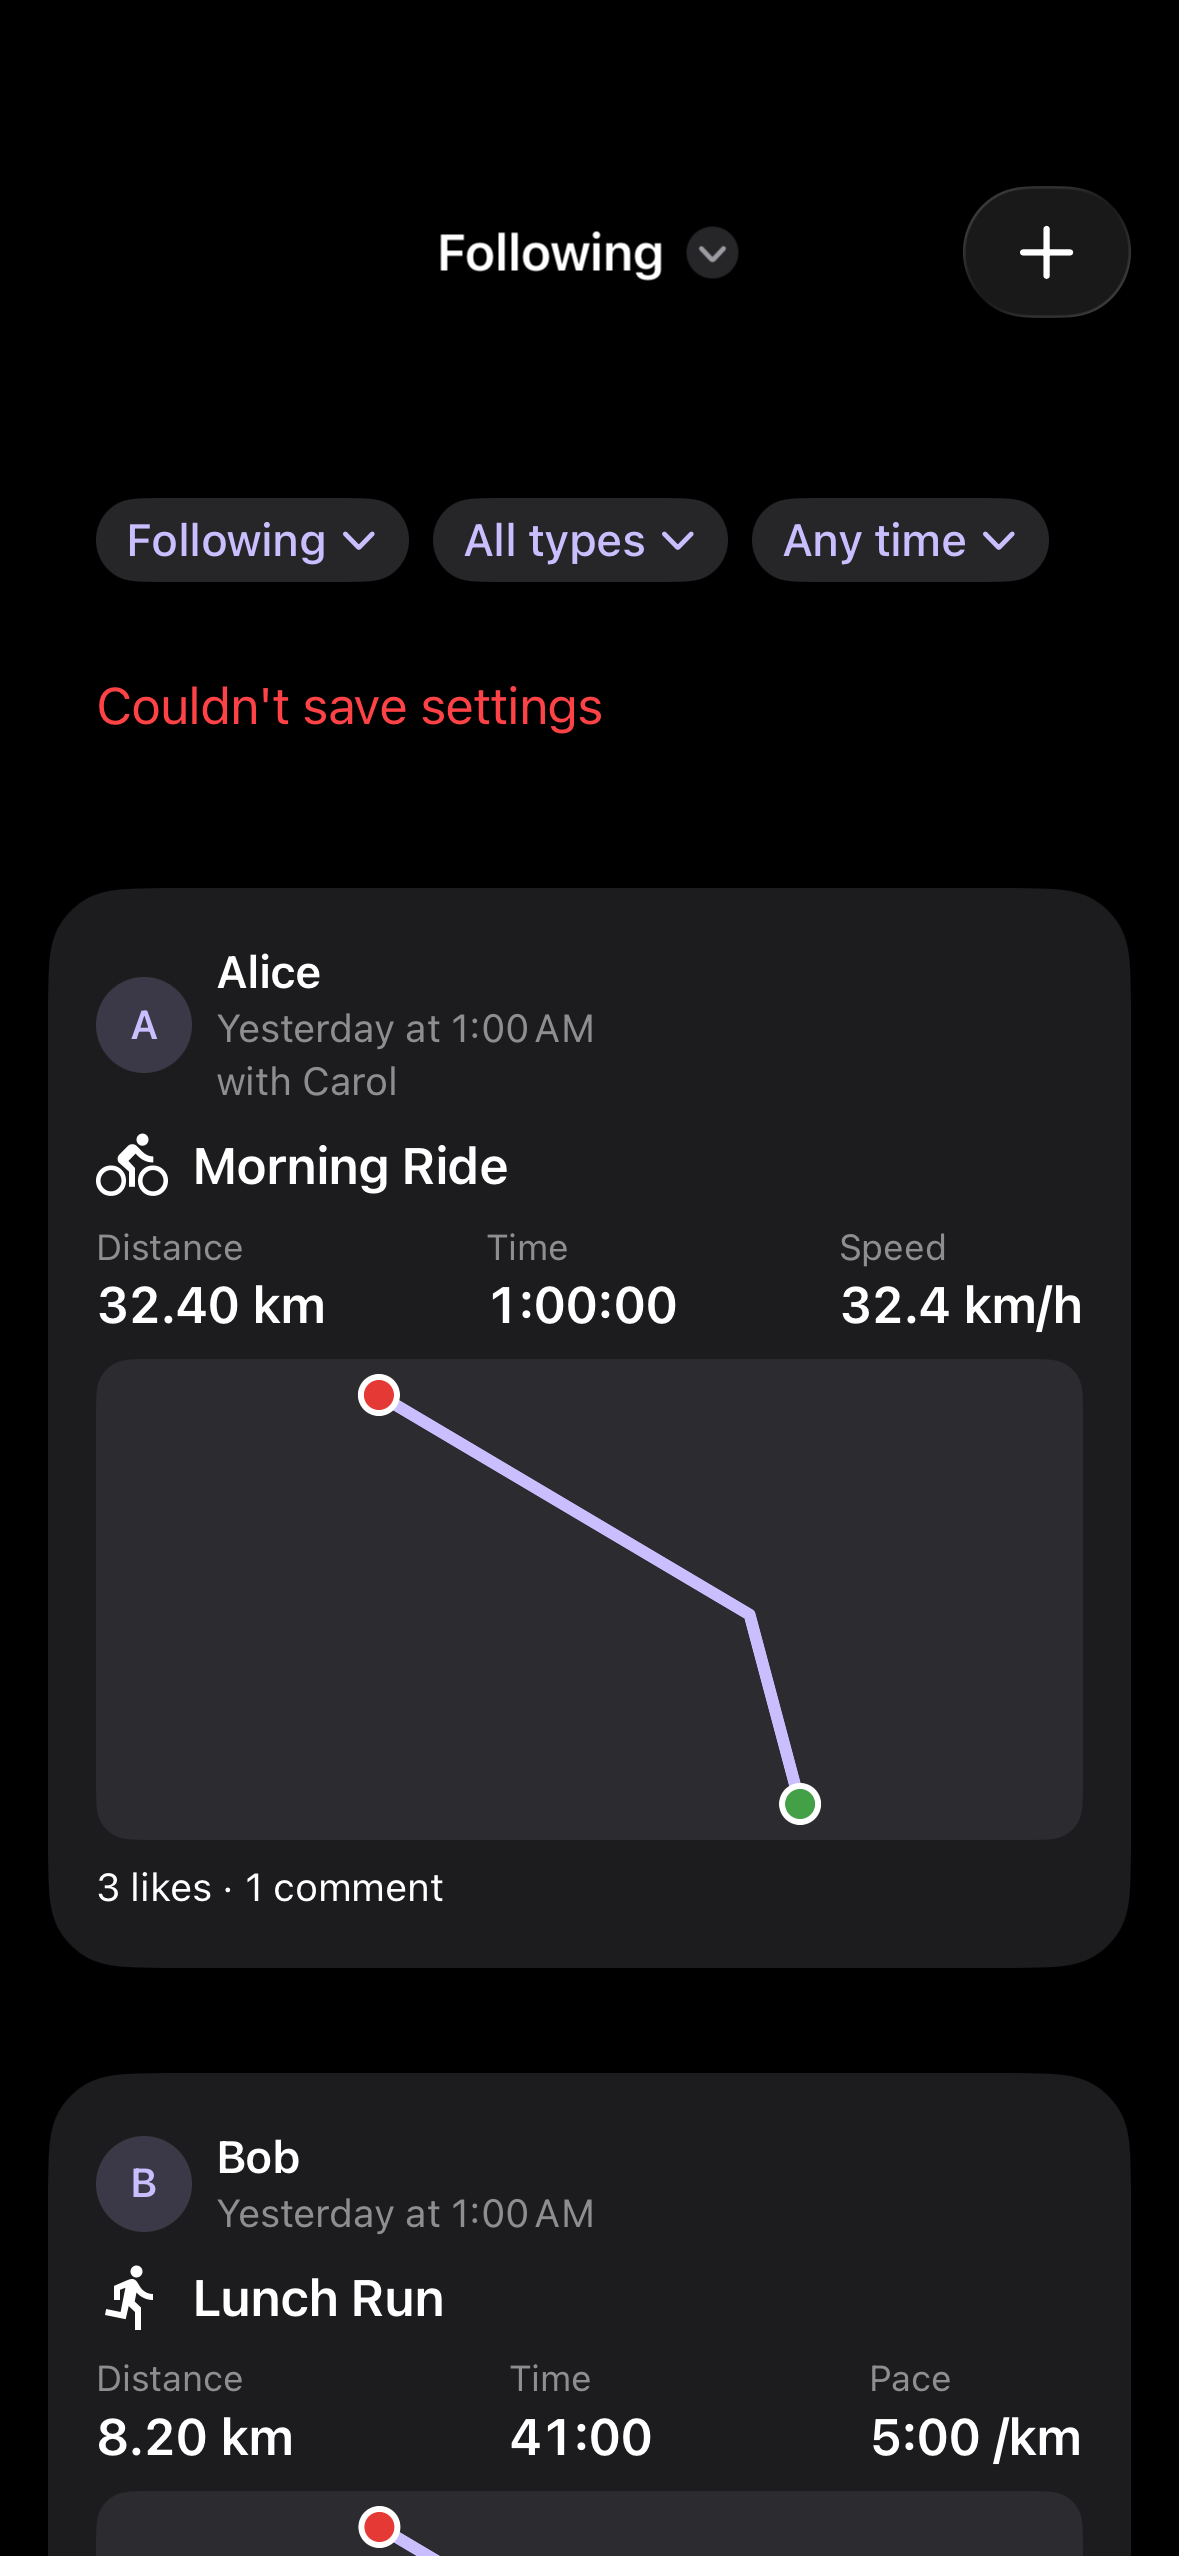 Following
Following
All types
Any time
Couldn't save settings
A
Alice
Yesterday at 1:00 AM
with Carol
Morning Ride
Distance
Time
Speed
32.40 km
1:00:00
32.4 km/h
3 likes · 1 comment
B
Bob
Yesterday at 1:00 AM
Lunch Run
Distance
Time
Pace
8.20 km
41:00
5:00 /km